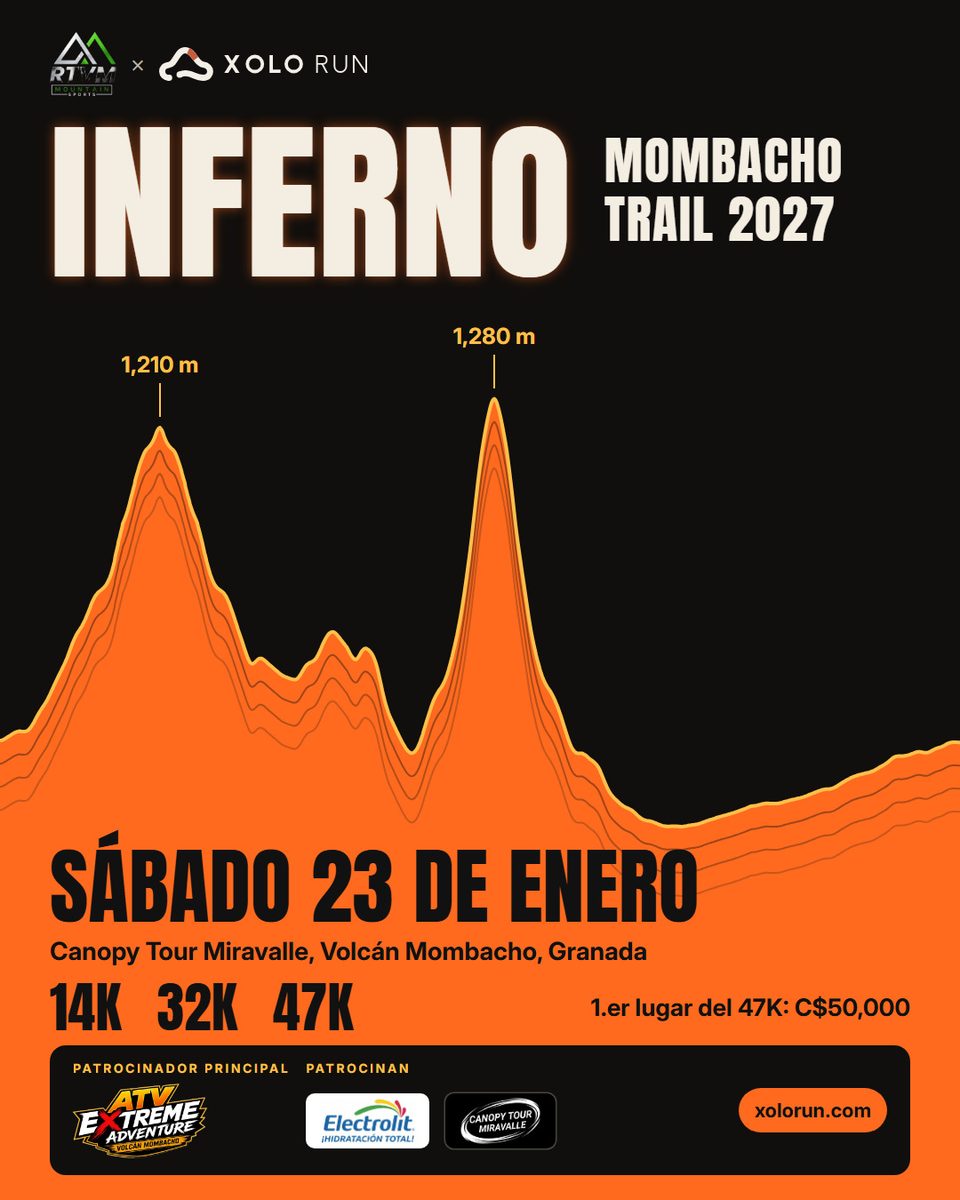 RTVM
MOUNTAIN
SPORTS
×
XOLO RUN
INFERNO
MOMBACHO
TRAIL 2027
1,210 m
1,280 m
SÁBADO 23 DE ENERO
Canopy Tour Miravalle, Volcán Mombacho, Granada
14K 32K 47K
1.er lugar del 47K: C$50,000
PATROCINADOR PRINCIPAL
ATV
EXTREME
ADVENTURE
VOLCÁN MOMBACHO
PATROCINAN
Electrolit
¡HIDRATACIÓN TOTAL!
CANOPY TOUR
MIRAVALLE
xolorun.com